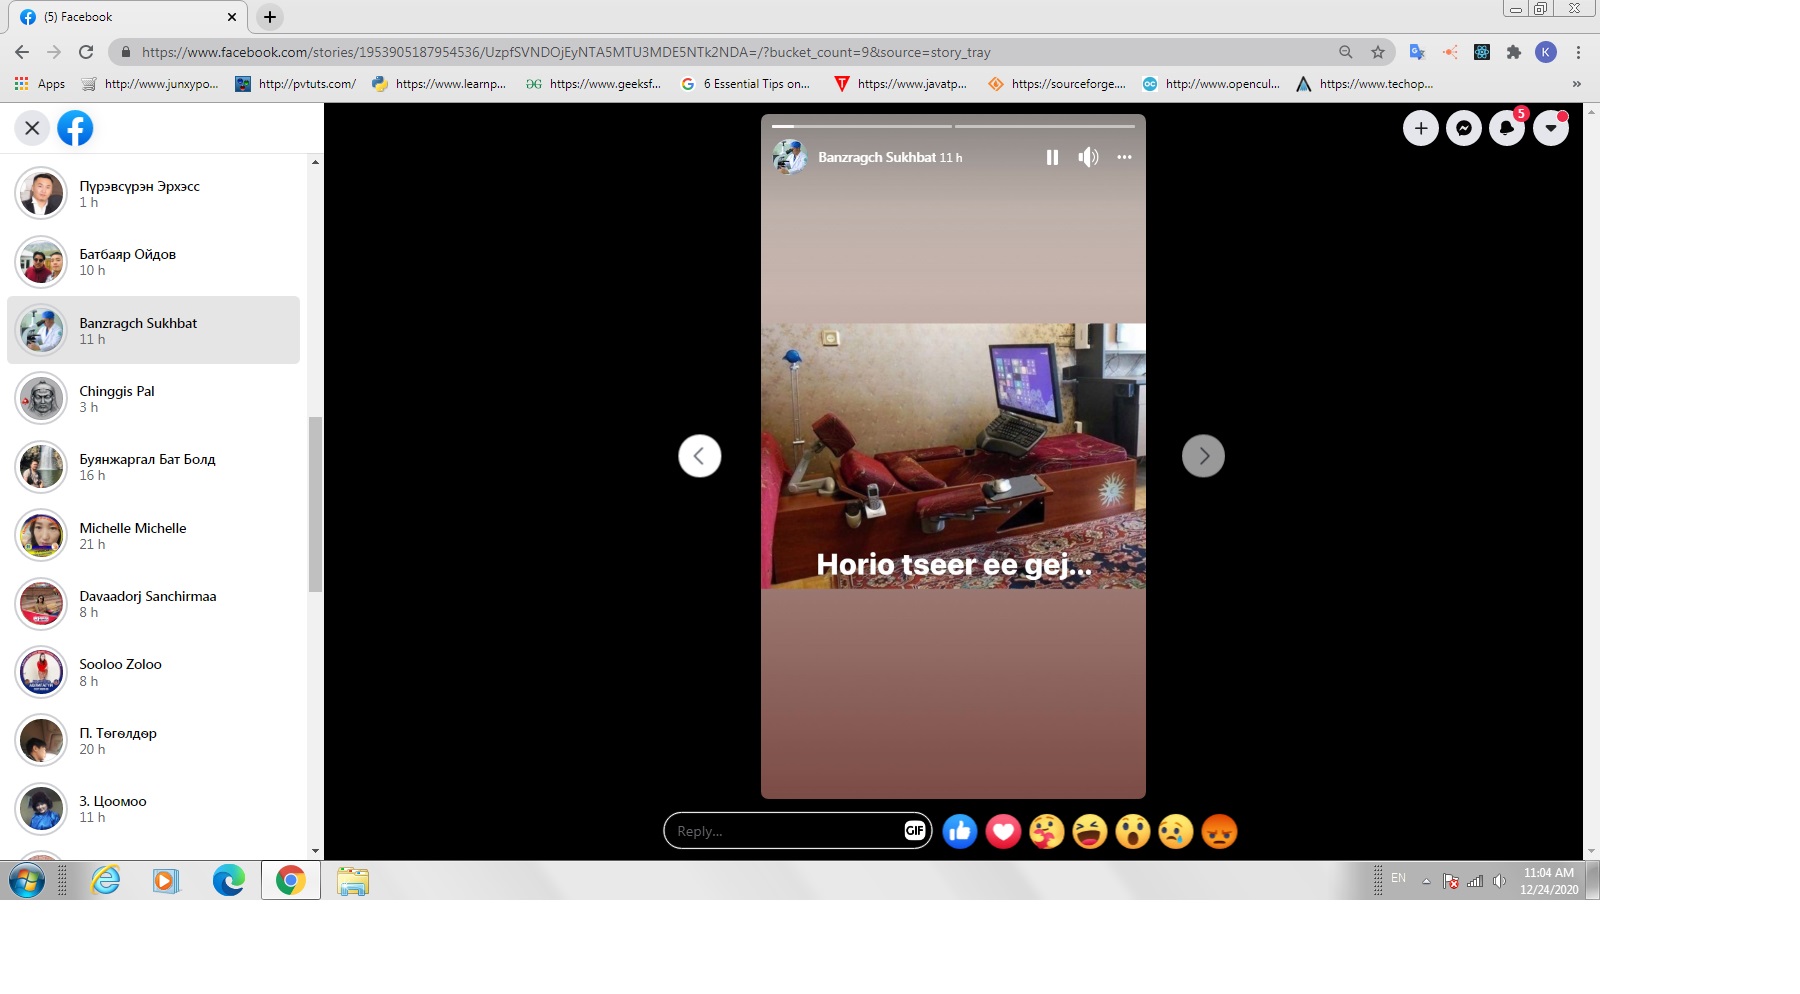 (5) Facebook
https://www.facebook.com/stories/1953905187954536/UzpfSVNDOjEyNTA5MTU3MDE5NTk2NDA=/?bucket_count=9&source=story_tray
K
Apps
http://www.junxypo...
http://pvtuts.com/
https://www.learnp...
https://www.geeksf...
6 Essential Tips on...
https://www.javatp...
https://sourceforge....
http://www.opencul...
https://www.techop...
»
5
Пүрэвсүрэн Эрхэсс
1 h
Батбаяр Ойдов
10 h
Banzragch Sukhbat
11 h
Chinggis Pal
3 h
Буянжаргал Бат Болд
16 h
Michelle Michelle
21 h
Davaadorj Sanchirmaa
8 h
Sooloo Zoloo
8 h
П. Төгөлдөр
20 h
З. Цоомоо
11 h
Banzragch Sukhbat 11 h
Horio tseer ee gej...
Reply...
GIF
EN
11:04 AM
12/24/2020